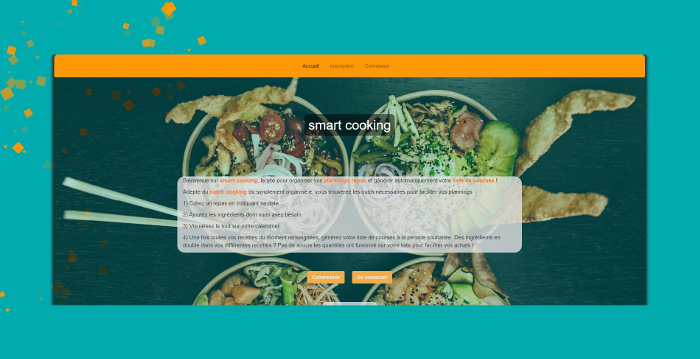 Accueil Inscription Connexion
smart cooking
Bienvenue sur smart cooking, le site pour organiser vos plannings repas et générer automatiquement votre liste de courses !
Adepte du batch cooking ou simplement organisé.e, vous trouverez les outils nécessaires pour faciliter vos plannings
1) Créez un repas en indiquant sa date
2) Ajoutez les ingrédients dont vous avez besoin
3) Visualisez le tout sur votre calendrier
4) Une fois toutes vos recettes du moment renseignées, générez votre liste de courses à la période souhaitée. Des ingrédients en
double dans vos différentes recettes ? Pas de soucis les quantités ont fusionné sur votre liste pour faciliter vos achats !
Commencer Se connecter